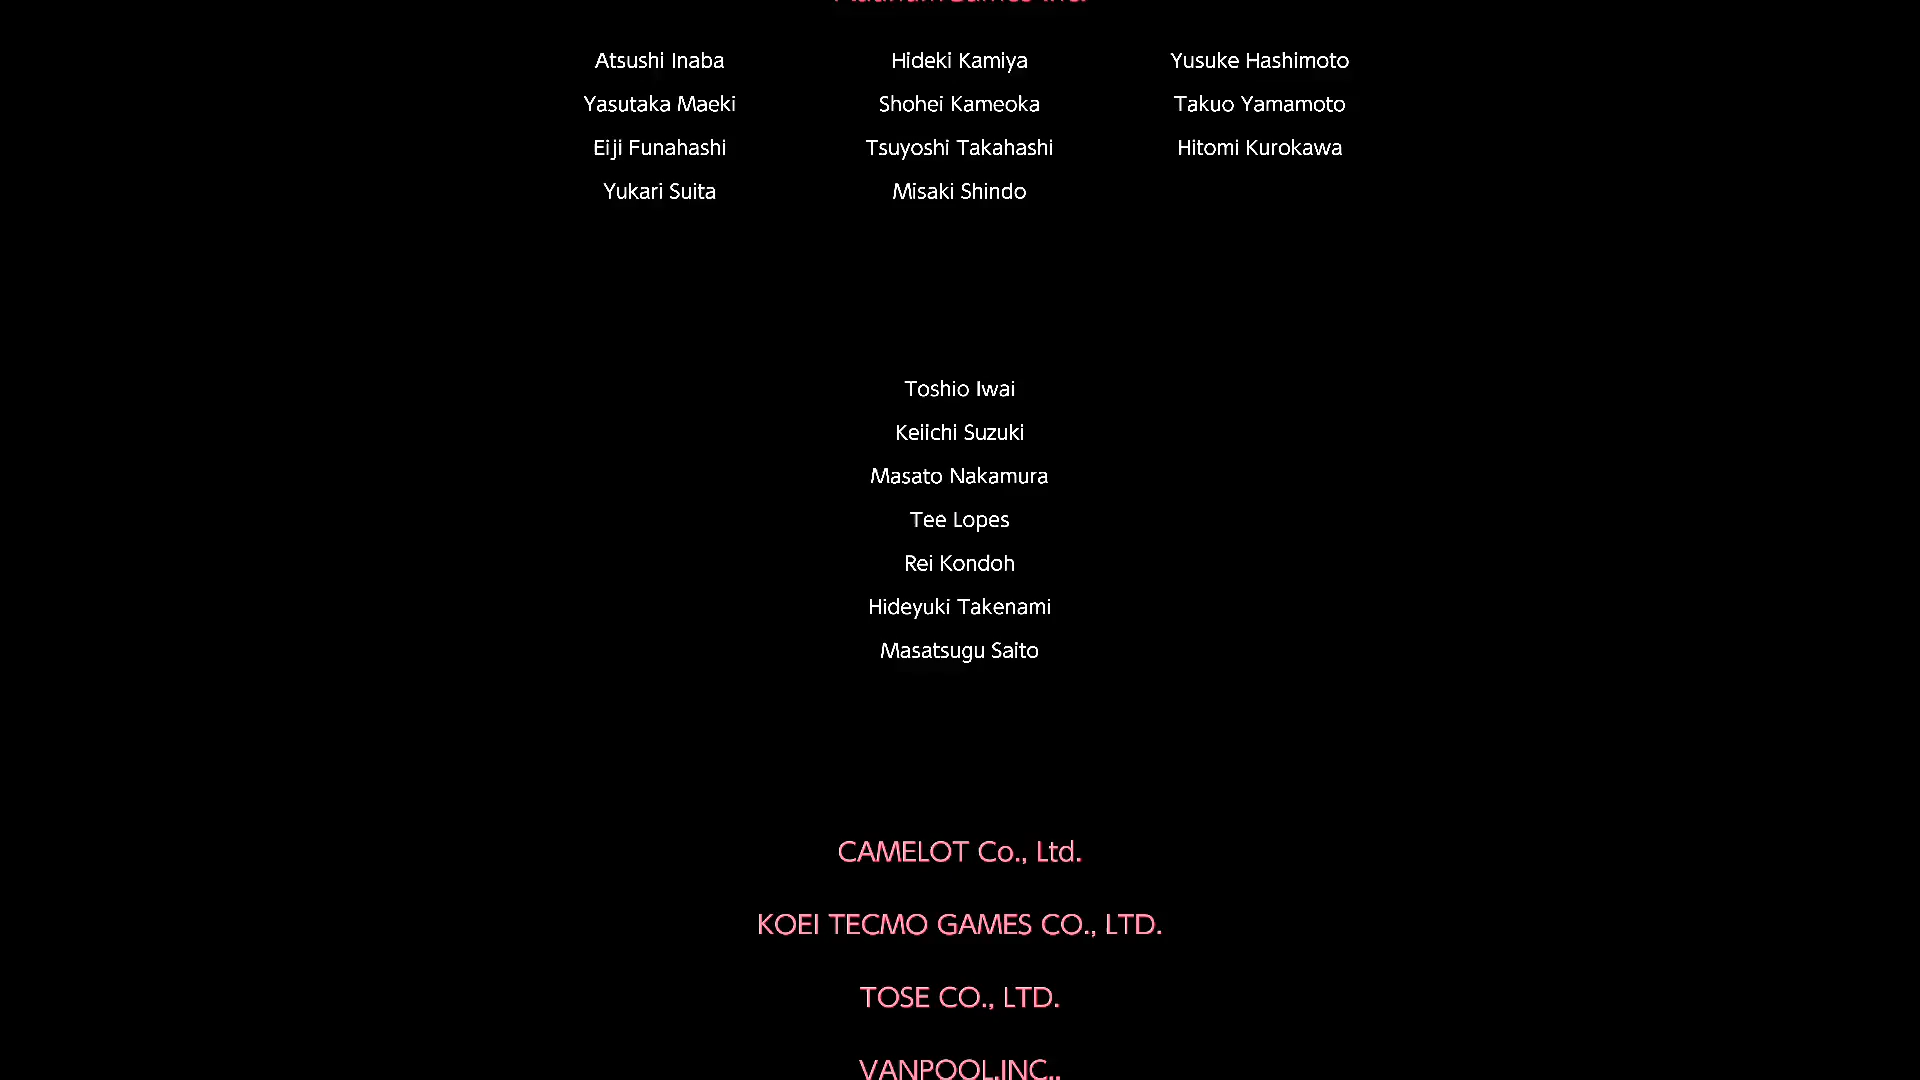 PlatinumGames Inc.
Atsushi Inaba Hideki Kamiya Yusuke Hashimoto
Yasutaka Maeki Shohei Kameoka Takuo Yamamoto
Eiji Funahashi Tsuyoshi Takahashi Hitomi Kurokawa
Yukari Suita Misaki Shindo
Toshio Iwai
Keiichi Suzuki
Masato Nakamura
Tee Lopes
Rei Kondoh
Hideyuki Takenami
Masatsugu Saito
CAMELOT Co., Ltd.
KOEI TECMO GAMES CO., LTD.
TOSE CO., LTD.
VANPOOL,INC..